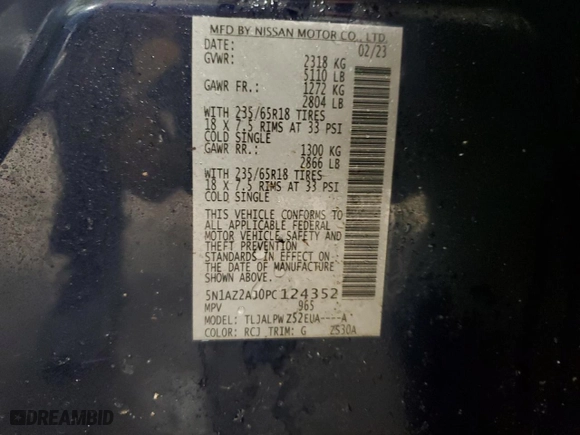 MFD BY NISSAN MOTOR CO., LTD.
DATE: 02/23
GVWR: 2318 KG
5110 LB
GAWR FR.: 1272 KG
2804 LB
WITH 235/65R18 TIRES
18 X 7.5 RIMS AT 33 PSI
COLD SINGLE
GAWR RR.: 1300 KG
2866 LB
WITH 235/65R18 TIRES
18 X 7.5 RIMS AT 33 PSI
COLD SINGLE
THIS VEHICLE CONFORMS TO
ALL APPLICABLE FEDERAL
MOTOR VEHICLE SAFETY AND
THEFT PREVENTION
STANDARDS IN EFFECT ON
THE DATE OF MANUFACTURE
SHOWN ABOVE.
5N1AZ2AJ0PC124352
MPV 965
MODEL: TLJALPWZ52EUA----A
COLOR: RCJ TRIM: G Z530A
© DREAMBID